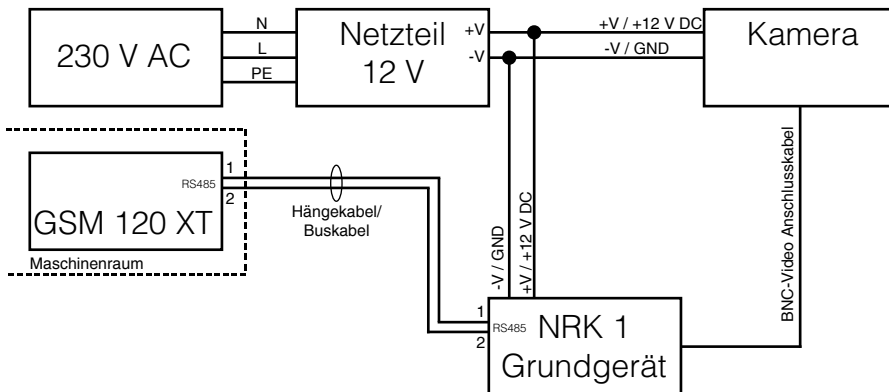 230 V AC
N
L
PE
Netzteil
12 V
+V
-V
+V / +12 V DC
-V / GND
Kamera
GSM 120 XT
RS485
1
2
Maschinenraum
Hängekabel/
Buskabel
-V / GND
+V / +12 V DC
BNC-Video Anschlusskabel
1
2
RS485
NRK 1
Grundgerät